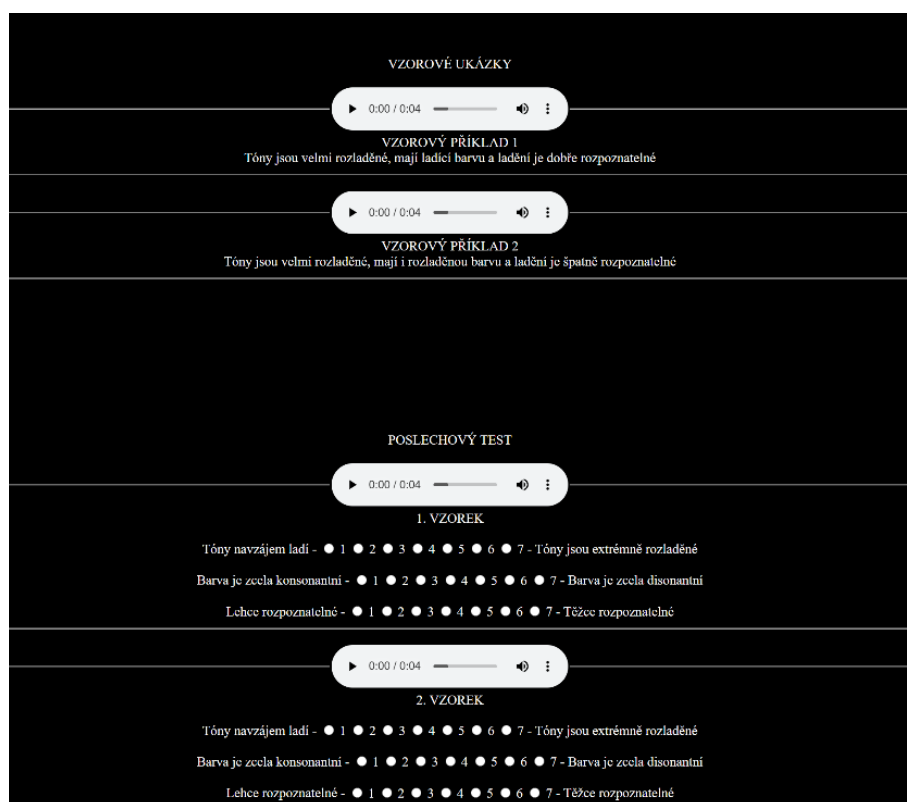 VZOROVÉ UKÁZKY
0:00 / 0:04
VZOROVÝ PŘÍKLAD 1
Tóny jsou velmi rozladěné, mají ladící barvu a ladění je dobře rozpoznatelné
0:00 / 0:04
VZOROVÝ PŘÍKLAD 2
Tóny jsou velmi rozladěné, mají i rozladěnou barvu a ladění je špatně rozpoznatelné
POSLECHOVÝ TEST
0:00 / 0:04
1. VZOREK
Tóny navzájem ladí - 1 2 3 4 5 6 7 - Tóny jsou extrémně rozladěné
Barva je zcela konsonantní - 1 2 3 4 5 6 7 - Barva je zcela disonantní
Lehce rozpoznatelné - 1 2 3 4 5 6 7 - Těžce rozpoznatelné
0:00 / 0:04
2. VZOREK
Tóny navzájem ladí - 1 2 3 4 5 6 7 - Tóny jsou extrémně rozladěné
Barva je zcela konsonantní - 1 2 3 4 5 6 7 - Barva je zcela disonantní
Lehce rozpoznatelné - 1 2 3 4 5 6 7 - Těžce rozpoznatelné